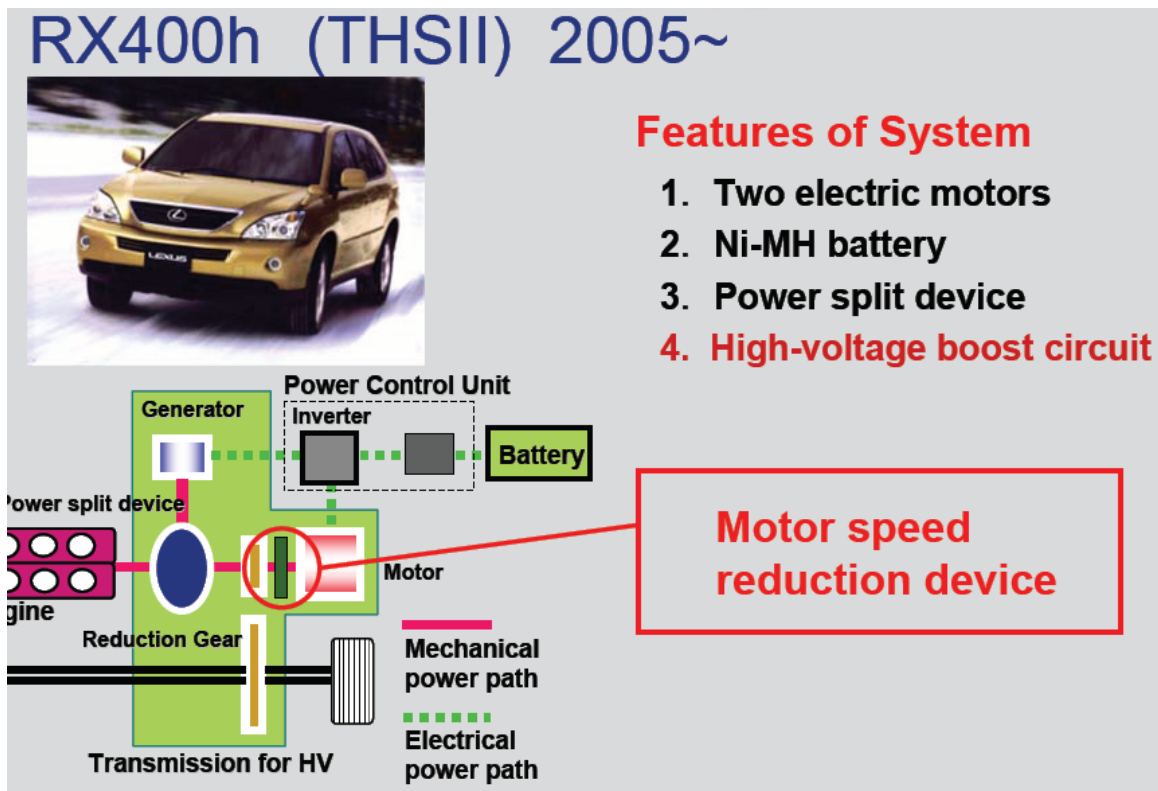 RX400h (THSII) 2005~
Features of System
1. Two electric motors
2. Ni-MH battery
3. Power split device
4. High-voltage boost circuit
LEXUS
Power Control Unit
Generator
Inverter
Battery
Power split device
Motor speed
reduction device
Motor
gine
Reduction Gear
Mechanical
power path
Electrical
power path
Transmission for HV